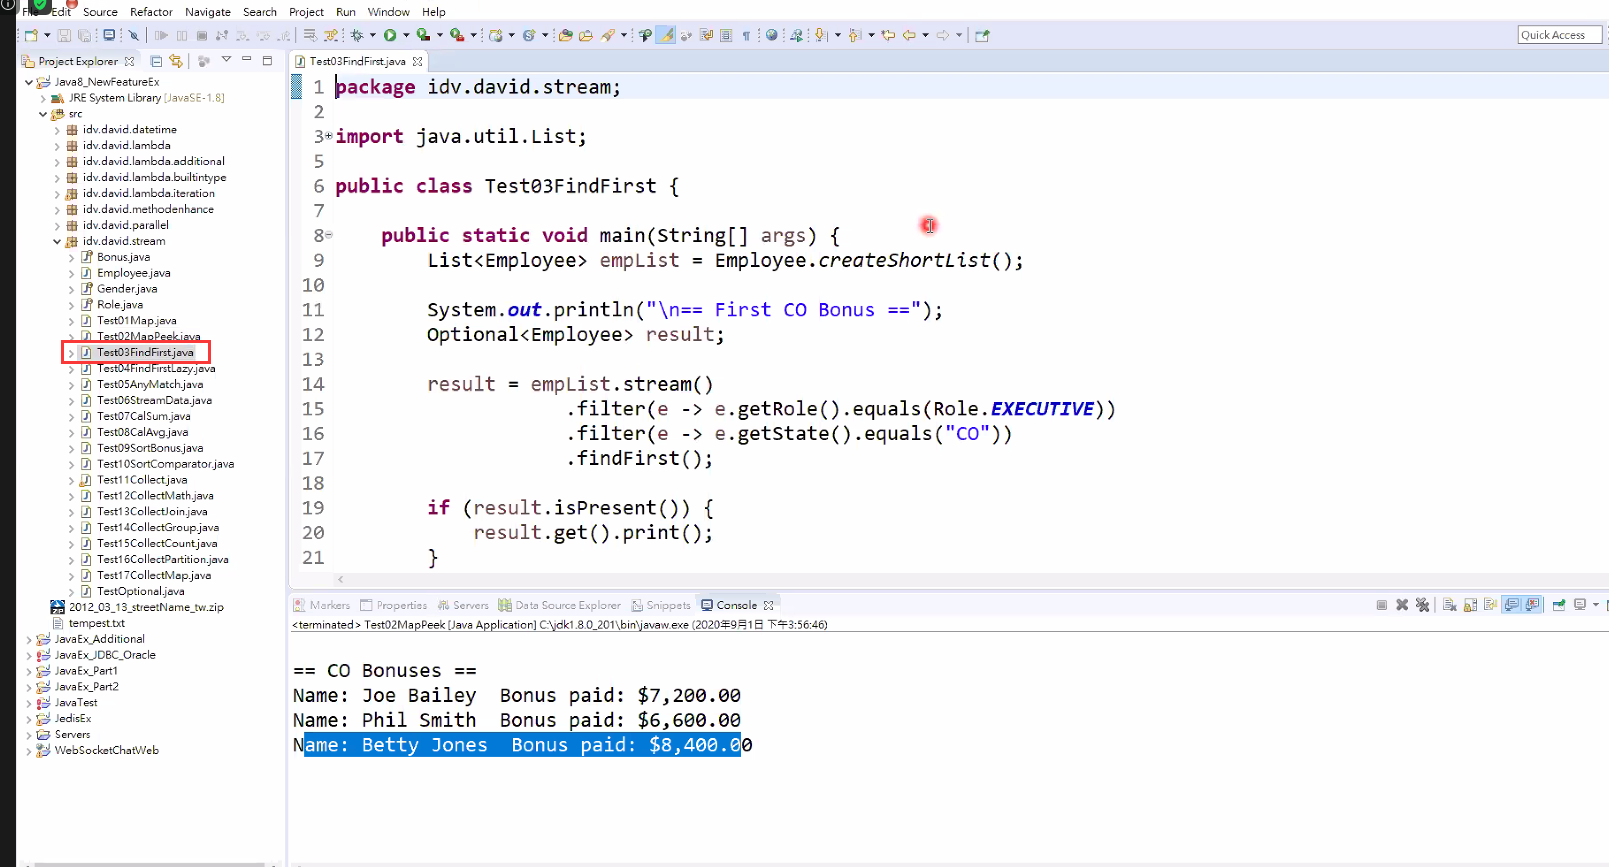 File Edit Source Refactor Navigate Search Project Run Window Help
Quick Access
Project Explorer
Java8_NewFeatureEx
JRE System Library [JavaSE-1.8]
src
idv.david.datetime
idv.david.lambda
idv.david.lambda.additional
idv.david.lambda.builtintype
idv.david.lambda.iteration
idv.david.methodenhance
idv.david.parallel
idv.david.stream
Bonus.java
Employee.java
Gender.java
Role.java
Test01Map.java
Test02MapPeek.java
Test03FindFirst.java
Test04FindFirstLazy.java
Test05AnyMatch.java
Test06StreamData.java
Test07CalSum.java
Test08CalAvg.java
Test09SortBonus.java
Test10SortComparator.java
Test11Collect.java
Test12CollectMath.java
Test13CollectJoin.java
Test14CollectGroup.java
Test15CollectCount.java
Test16CollectPartition.java
Test17CollectMap.java
TestOptional.java
2012_03_13_streetName_tw.zip
tempest.txt
JavaEx_Additional
JavaEx_JDBC_Oracle
JavaEx_Part1
JavaEx_Part2
JavaTest
JedisEx
Servers
WebSocketChatWeb
Test03FindFirst.java
1 package idv.david.stream;
2
3 import java.util.List;
5
6 public class Test03FindFirst {
7
8 public static void main(String[] args) {
9 List<Employee> empList = Employee.createShortList();
10
11 System.out.println("\n== First CO Bonus ==");
12 Optional<Employee> result;
13
14 result = empList.stream()
15 .filter(e -> e.getRole().equals(Role.EXECUTIVE))
16 .filter(e -> e.getState().equals("CO"))
17 .findFirst();
18
19 if (result.isPresent()) {
20 result.get().print();
21 }
Markers Properties Servers Data Source Explorer Snippets Console
<terminated> Test02MapPeek [Java Application] C:\jdk1.8.0_201\bin\javaw.exe (2020年9月1日 下午3:56:46)
== CO Bonuses ==
Name: Joe Bailey Bonus paid: $7,200.00
Name: Phil Smith Bonus paid: $6,600.00
Name: Betty Jones Bonus paid: $8,400.00